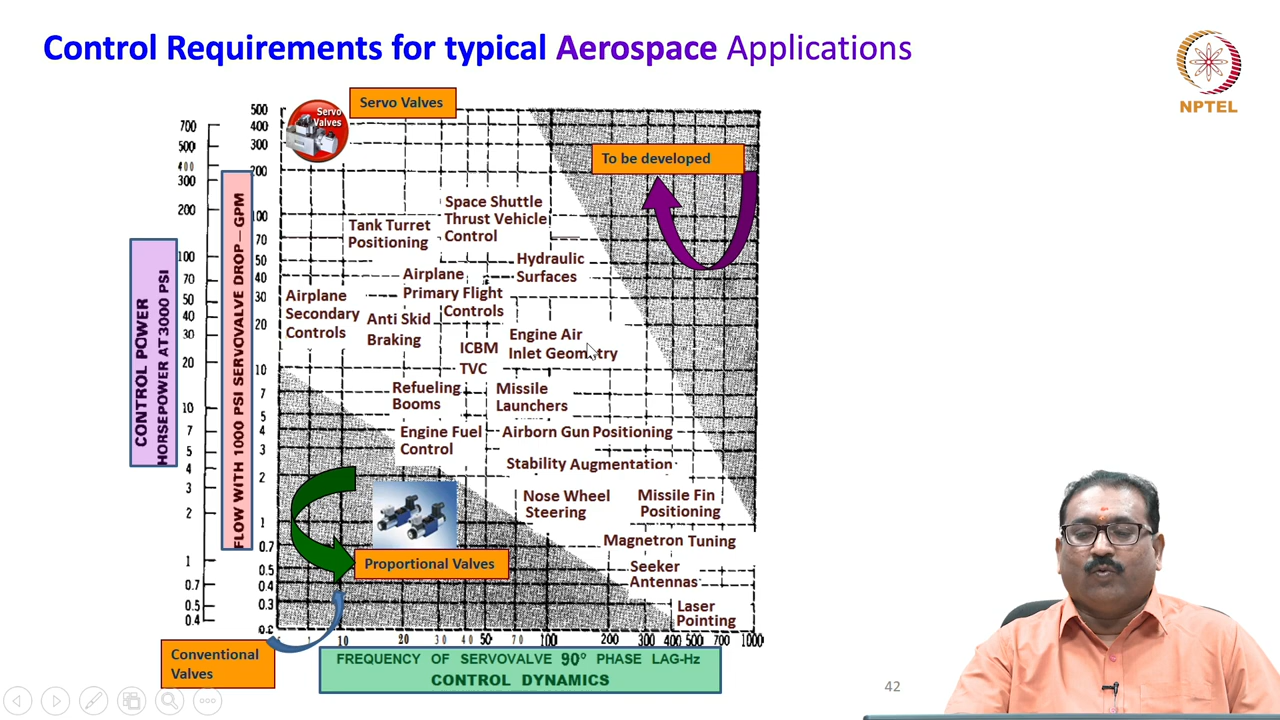 Control Requirements for typical Aerospace Applications
NPTEL
Servo Valves
Servo
Valves
To be developed
500
400
300
200
100
70
50
40
30
20
10
7
5
4
3
2
1
0.7
0.5
0.4
0.3
700
500
400
300
200
100
70
50
40
30
20
10
7
5
4
3
2
1
0.7
0.5
0.4
CONTROL POWER
HORSEPOWER AT 3000 PSI
FLOW WITH 1000 PSI SERVOVALVE DROP – GPM
Space Shuttle
Thrust Vehicle
Control
Tank Turret
Positioning
Hydraulic
Surfaces
Airplane
Primary Flight
Controls
Airplane
Secondary
Controls
Anti Skid
Braking
Engine Air
Inlet Geometry
ICBM
TVC
Refueling
Booms
Missile
Launchers
Engine Fuel
Control
Airborn Gun Positioning
Stability Augmentation
Nose Wheel
Steering
Missile Fin
Positioning
Magnetron Tuning
Seeker
Antennas
Laser
Pointing
Proportional Valves
Conventional
Valves
10 20 30 40 50 70 100 200 300 400 500 700 1000
FREQUENCY OF SERVOVALVE 90° PHASE LAG-Hz
CONTROL DYNAMICS
42